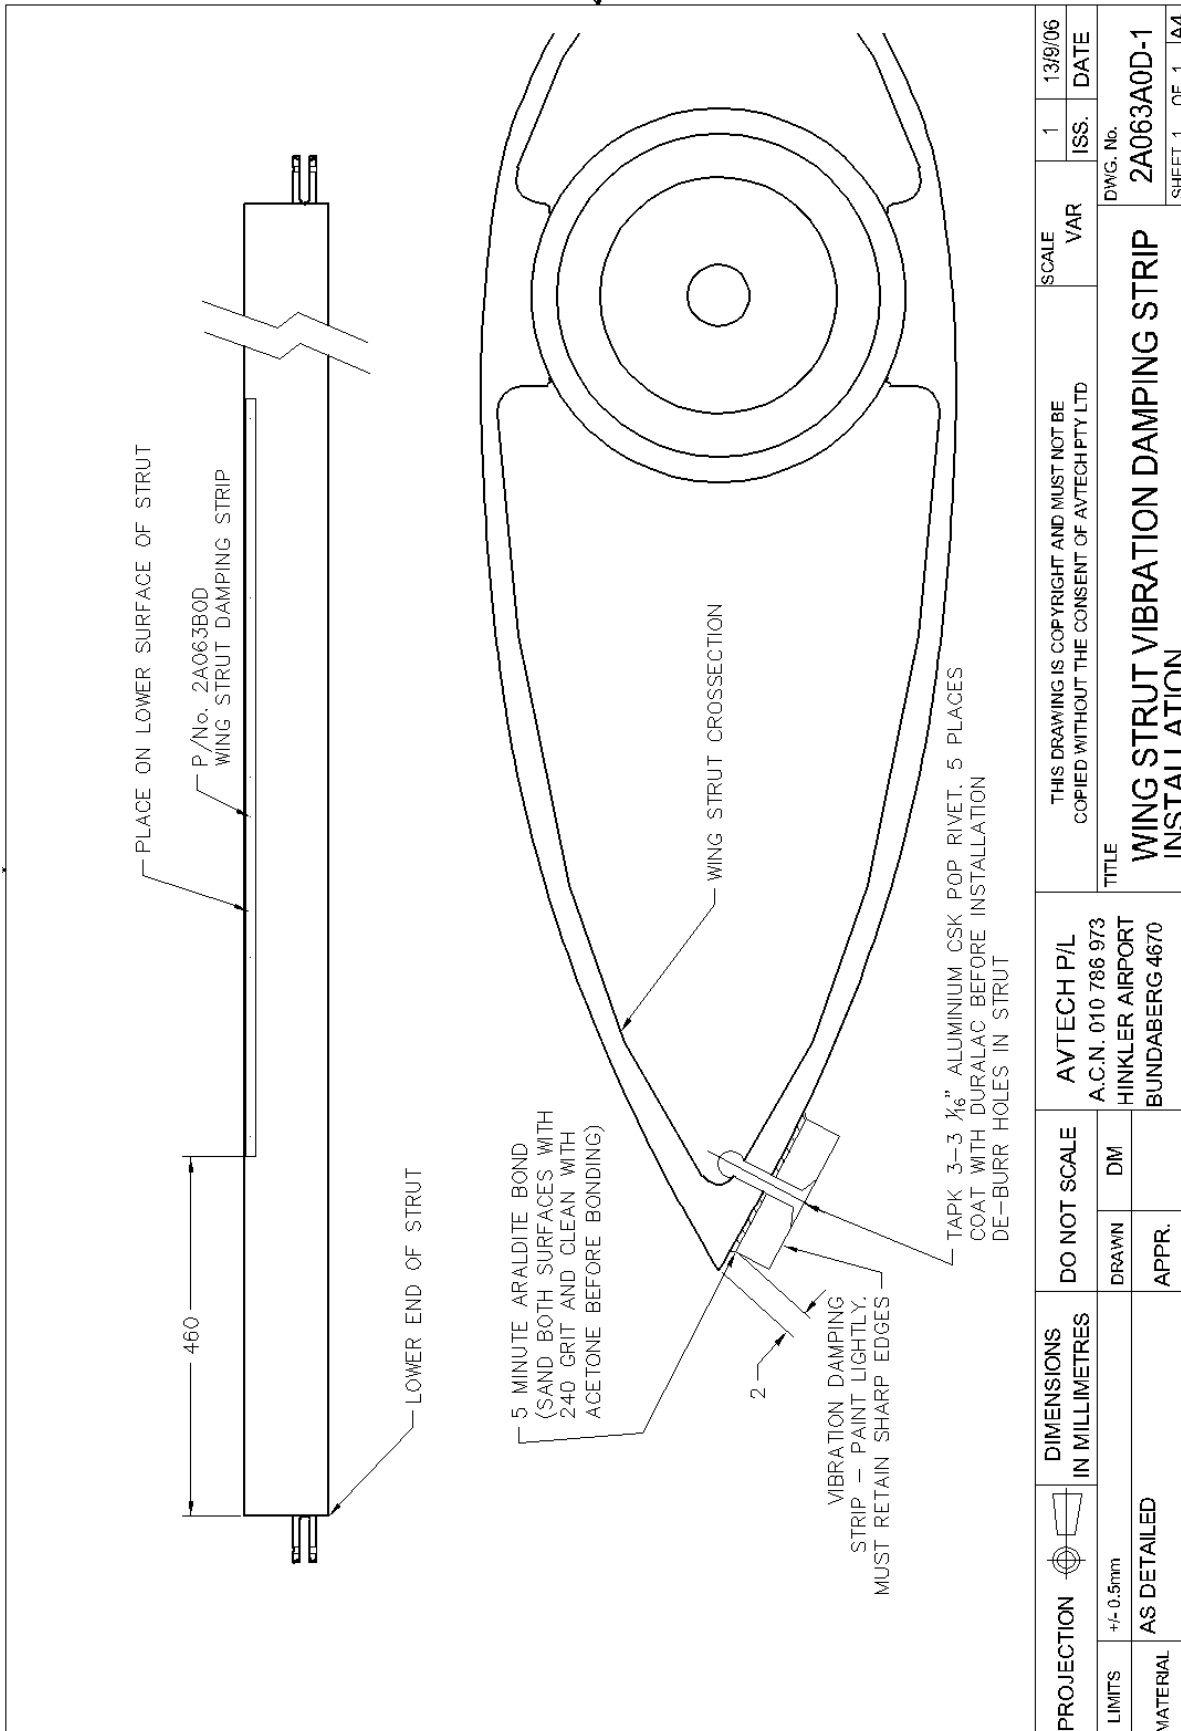 PLACE ON LOWER SURFACE OF STRUT
P/No. 2A063B0D
WING STRUT DAMPING STRIP
460
LOWER END OF STRUT
5 MINUTE ARALDITE BOND
(SAND BOTH SURFACES WITH
240 GRIT AND CLEAN WITH
ACETONE BEFORE BONDING)
WING STRUT CROSSECTION
2
VIBRATION DAMPING
STRIP – PAINT LIGHTLY.
MUST RETAIN SHARP EDGES
TAPK 3–3 3⁄16" ALUMINIUM CSK POP RIVET. 5 PLACES
COAT WITH DURALAC BEFORE INSTALLATION
DE–BURR HOLES IN STRUT
PROJECTION
DIMENSIONS
IN MILLIMETRES
DO NOT SCALE
AVTECH P/L
A.C.N. 010 786 973
HINKLER AIRPORT
BUNDABERG 4670
THIS DRAWING IS COPYRIGHT AND MUST NOT BE
COPIED WITHOUT THE CONSENT OF AVTECH PTY LTD
SCALE
VAR
1
13/9/06
ISS.
DATE
LIMITS
+/- 0.5mm
DRAWN
DM
MATERIAL
AS DETAILED
APPR.
TITLE
WING STRUT VIBRATION DAMPING STRIP
INSTALLATION
DWG. No.
2A063A0D-1
SHEET 1 OF 1
A4